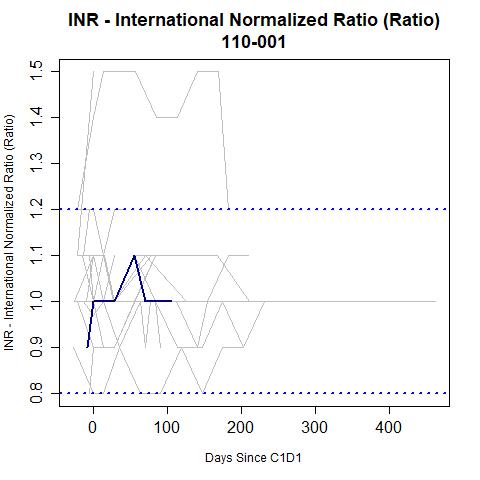 INR - International Normalized Ratio (Ratio)
110-001
INR - International Normalized Ratio (Ratio)
1.5
1.4
1.3
1.2
1.1
1.0
0.9
0.8
0 100 200 300 400
Days Since C1D1